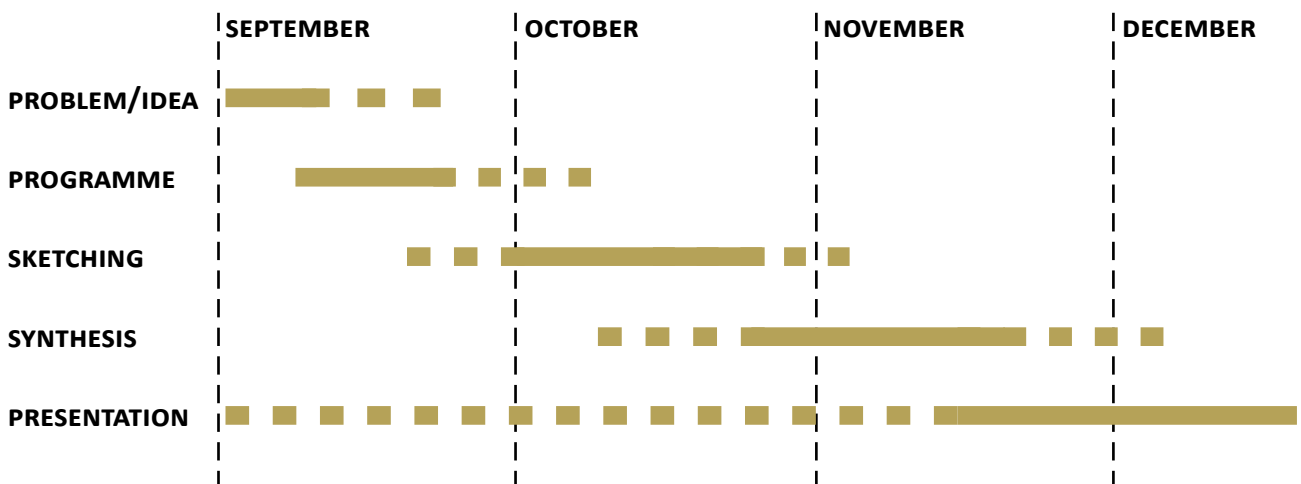 SEPTEMBER OCTOBER NOVEMBER DECEMBER
PROBLEM/IDEA
PROGRAMME
SKETCHING
SYNTHESIS
PRESENTATION